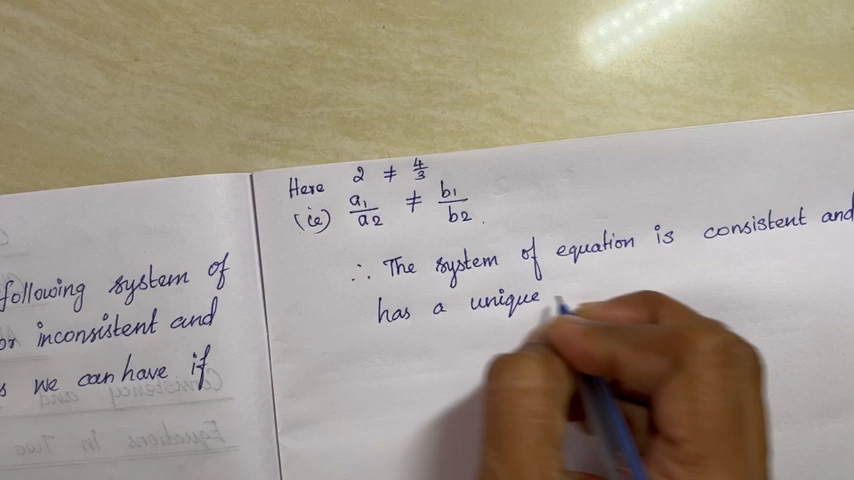 following system of
or inconsistent and
s we can have if
Here 2 ≠ 4/3
(ie) a₁/a₂ ≠ b₁/b₂.
∴ The system of equation is consistent and
has a unique